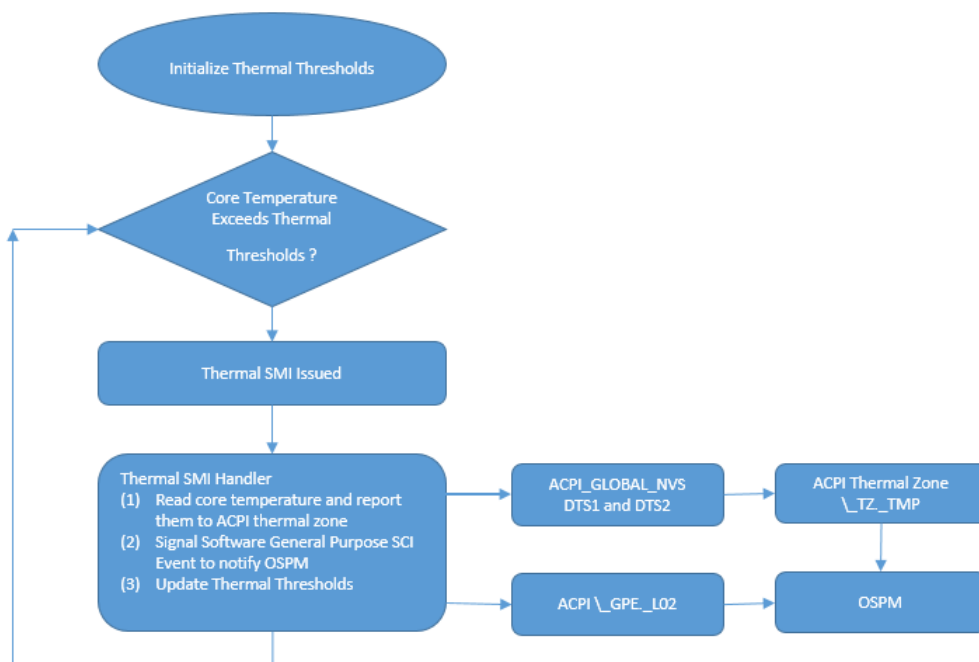 Initialize Thermal Thresholds
Core Temperature
Exceeds Thermal
Thresholds ?
Thermal SMI Issued
Thermal SMI Handler
(1) Read core temperature and report
them to ACPI thermal zone
(2) Signal Software General Purpose SCI
Event to notify OSPM
(3) Update Thermal Thresholds
ACPI_GLOBAL_NVS
DTS1 and DTS2
ACPI Thermal Zone
\_TZ._TMP
ACPI \_GPE._L02
OSPM